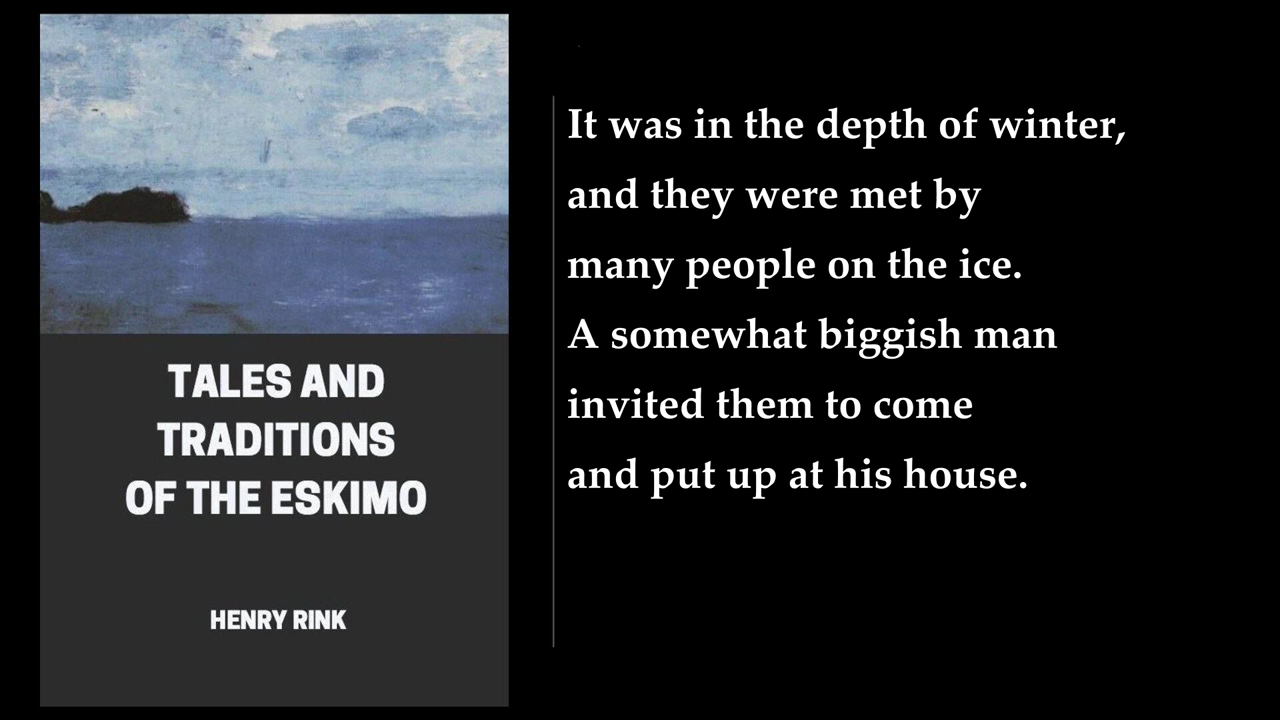 TALES AND
TRADITIONS
OF THE ESKIMO
HENRY RINK
It was in the depth of winter,
and they were met by
many people on the ice.
A somewhat biggish man
invited them to come
and put up at his house.